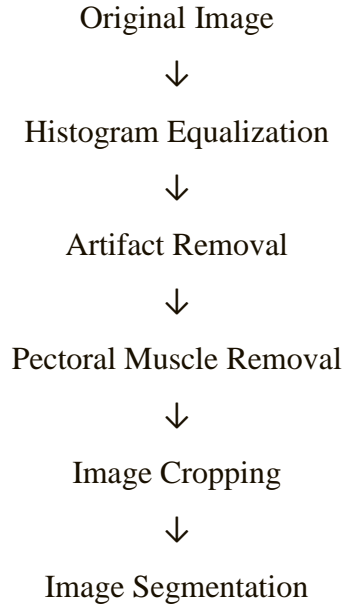 Original Image
↓
Histogram Equalization
↓
Artifact Removal
↓
Pectoral Muscle Removal
↓
Image Cropping
↓
Image Segmentation